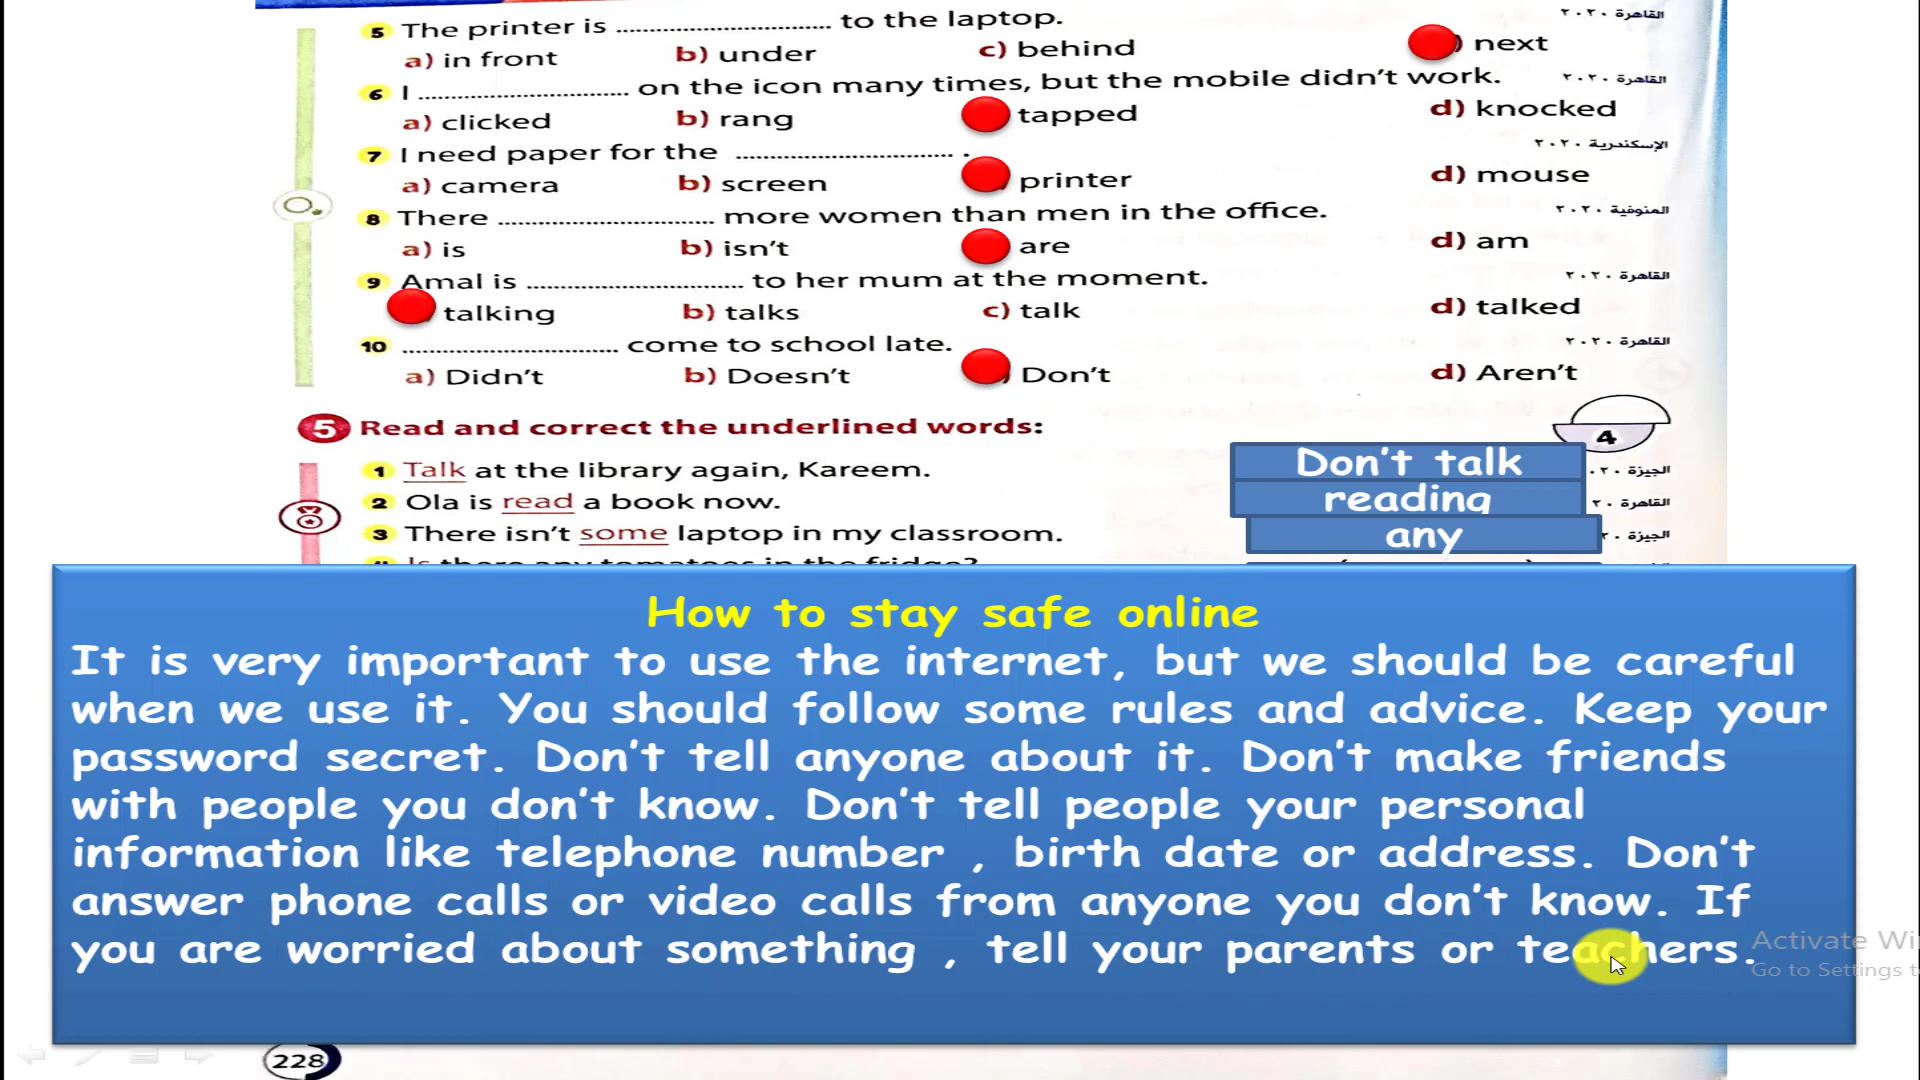 5 The printer is ........................ to the laptop. القاهرة ٢٠٢٠
a) in front b) under c) behind ) next
6 I ........................ on the icon many times, but the mobile didn't work. القاهرة ٢٠٢٠
a) clicked b) rang tapped d) knocked
7 I need paper for the ........................ . الإسكندرية ٢٠٢٠
a) camera b) screen printer d) mouse
8 There ........................ more women than men in the office. المنوفية ٢٠٢٠
a) is b) isn't are d) am
9 Amal is ........................ to her mum at the moment. القاهرة ٢٠٢٠
talking b) talks c) talk d) talked
10 ........................ come to school late. القاهرة ٢٠٢٠
a) Didn't b) Doesn't ) Don't d) Aren't
5 Read and correct the underlined words: 4
1 Talk at the library again, Kareem. Don't talk الجيزة
2 Ola is read a book now. reading القاهرة
3 There isn't some laptop in my classroom. any الجيزة
Is there any tomatoes in the fridge?
How to stay safe online
It is very important to use the internet, but we should be careful
when we use it. You should follow some rules and advice. Keep your
password secret. Don't tell anyone about it. Don't make friends
with people you don't know. Don't tell people your personal
information like telephone number , birth date or address. Don't
answer phone calls or video calls from anyone you don't know. If
you are worried about something , tell your parents or teachers.
Activate Wi
Go to Settings t
228